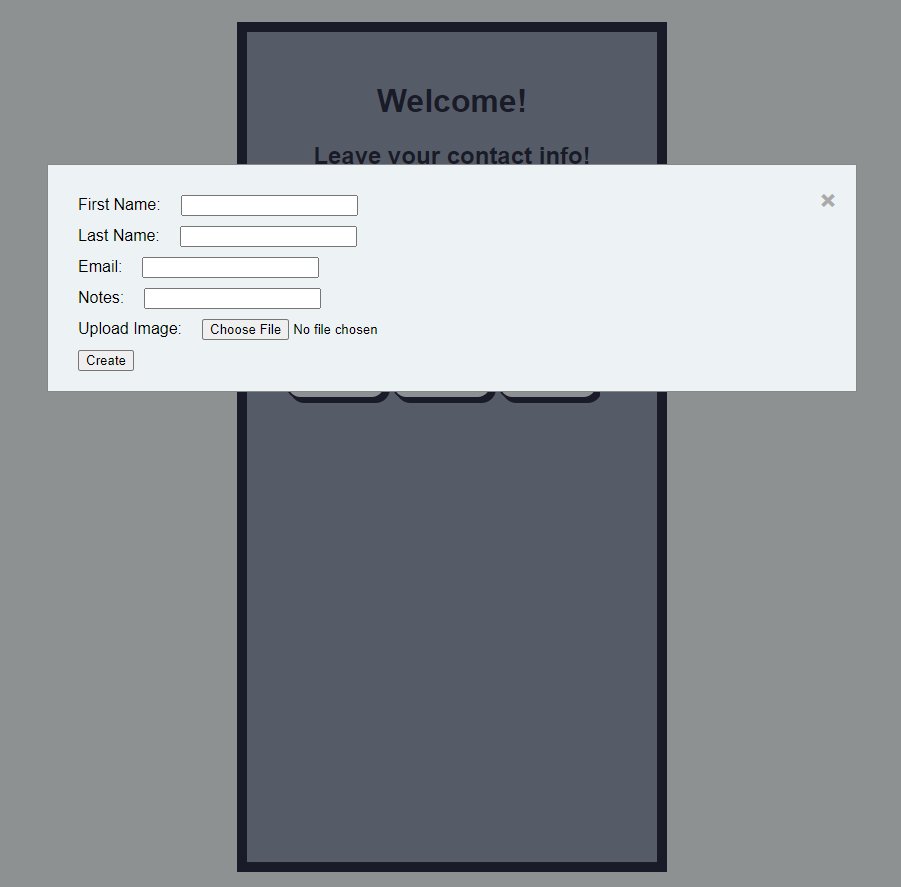 Welcome!
Leave your contact info!
×
First Name:
Last Name:
Email:
Notes:
Upload Image: Choose File No file chosen
Create